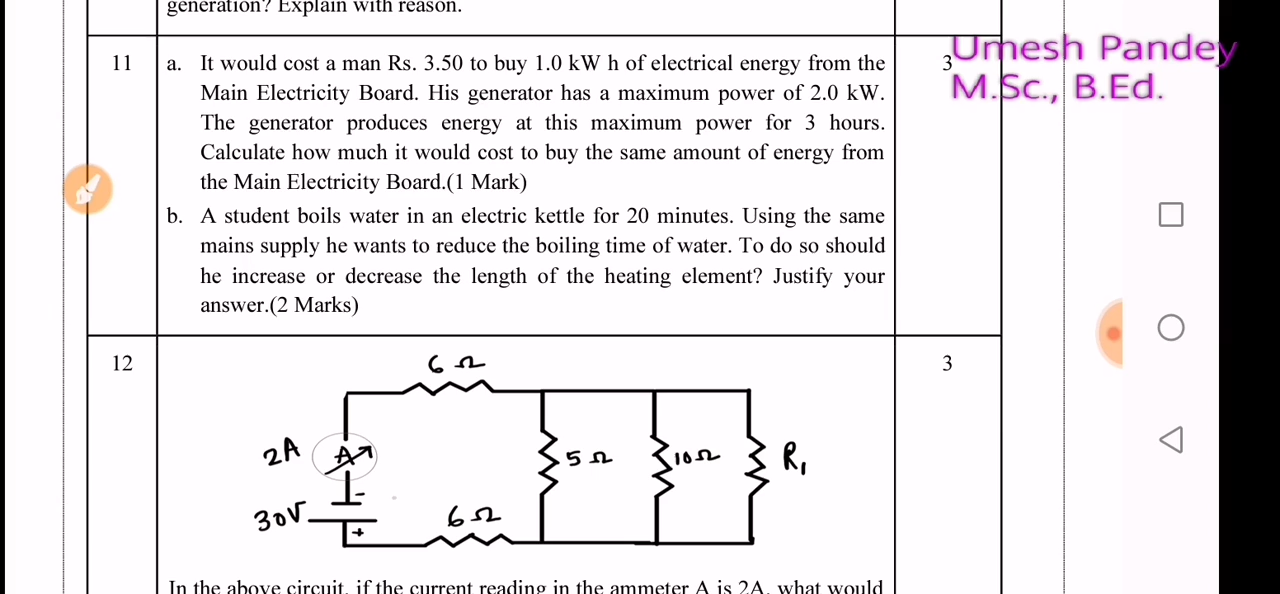 generation? Explain with reason.
Umesh Pandey
M.Sc., B.Ed.
11
a. It would cost a man Rs. 3.50 to buy 1.0 kW h of electrical energy from the
Main Electricity Board. His generator has a maximum power of 2.0 kW.
The generator produces energy at this maximum power for 3 hours.
Calculate how much it would cost to buy the same amount of energy from
the Main Electricity Board.(1 Mark)
3
b. A student boils water in an electric kettle for 20 minutes. Using the same
mains supply he wants to reduce the boiling time of water. To do so should
he increase or decrease the length of the heating element? Justify your
answer.(2 Marks)
12
3
6 Ω
2A
A
5 Ω
10Ω
R₁
-
30V
6Ω
+
In the above circuit, if the current reading in the ammeter A is 2A, what would